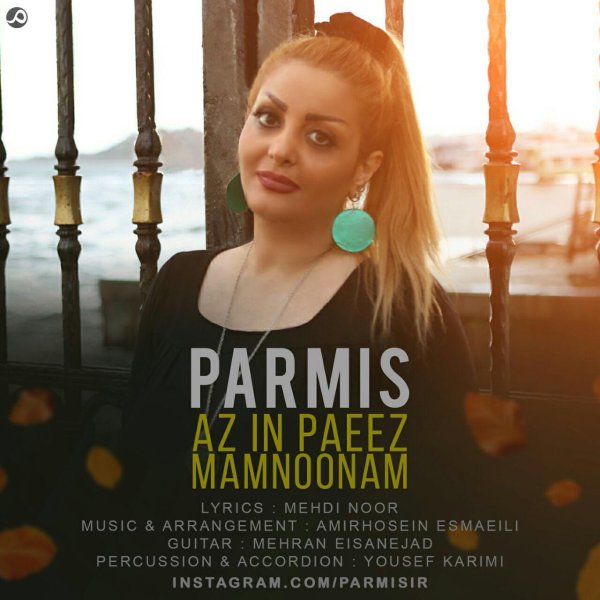 PARMIS
AZ IN PAEEZ
MAMNOONAM
LYRICS : MEHDI NOOR
MUSIC & ARRANGEMENT : AMIRHOSEIN ESMAEILI
GUITAR : MEHRAN EISANEJAD
PERCUSSION & ACCORDION : YOUSEF KARIMI
INSTAGRAM.COM/PARMISIR